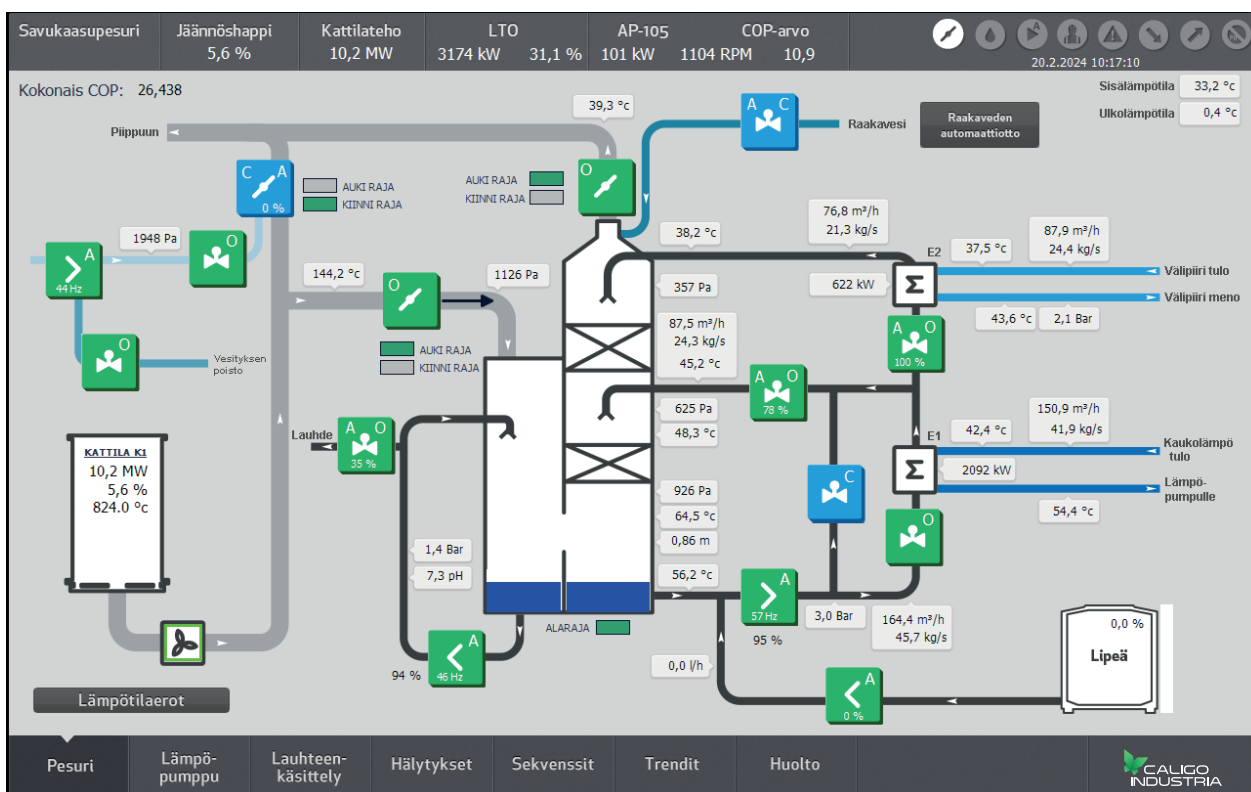 Savukaasupesuri
Jäännöshappi
5,6 %
Kattilateho
10,2 MW
LTO
3174 kW 31,1 %
AP-105
101 kW 1104 RPM
COP-arvo
10,9
A
20.2.2024 10:17:10
Kokonais COP: 26,438
Sisälämpötila 33,2 °c
Ulkolämpötila 0,4 °c
39,3 °c
A C
Raakavesi
Raakaveden
automaattiotto
Piippuun
C A
0 %
AUKI RAJA
KIINNI RAJA
AUKI RAJA
KIINNI RAJA
O
76,8 m³/h
21,3 kg/s
87,9 m³/h
24,4 kg/s
1948 Pa
O
A
44 Hz
38,2 °c
E2
37,5 °c
Välipiiri tulo
144,2 °c
O
1126 Pa
357 Pa
622 kW
Σ
Välipiiri meno
43,6 °c
2,1 Bar
87,5 m³/h
24,3 kg/s
45,2 °c
A O
100 %
O
Vesityksen
poisto
AUKI RAJA
KIINNI RAJA
A O
78 %
625 Pa
48,3 °c
150,9 m³/h
41,9 kg/s
42,4 °c
E1
Kaukolämpö
tulo
Lauhde
A O
35 %
KATTILA K1
10,2 MW
5,6 %
824.0 °c
2092 kW
Σ
Lämpö-
pumpulle
54,4 °c
C
926 Pa
64,5 °c
0,86 m
O
1,4 Bar
7,3 pH
56,2 °c
A
57 Hz
95 %
3,0 Bar
164,4 m³/h
45,7 kg/s
ALARAJA
A
46 Hz
94 %
0,0 l/h
A
0 %
0,0 %
Lipeä
Lämpötilaerot
Pesuri
Lämpö-
pumppu
Lauhteen-
käsittely
Hälytykset
Sekvenssit
Trendit
Huolto
CALIGO
INDUSTRIA